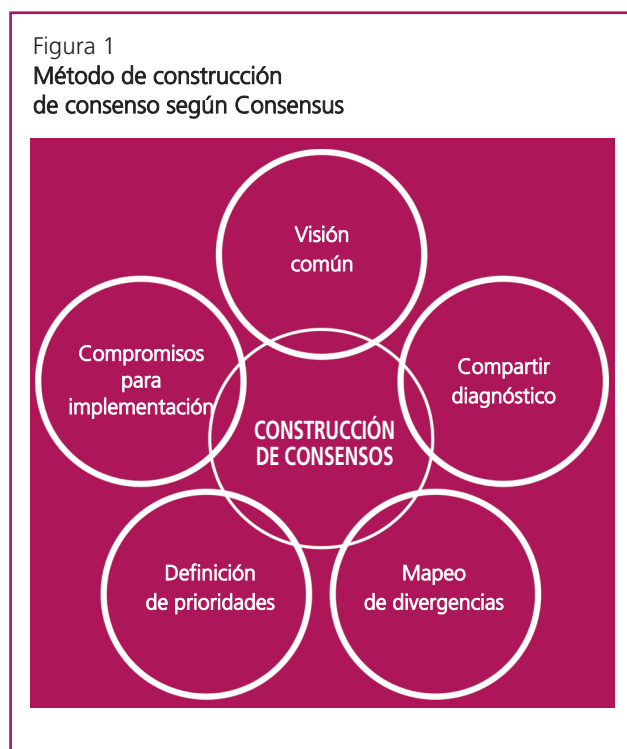 Figura 1
Método de construcción
de consenso según Consensus
Visión
común
Compartir
diagnóstico
Mapeo
de divergencias
Definición
de prioridades
Compromisos
para
implementación
CONSTRUCCIÓN
DE CONSENSOS